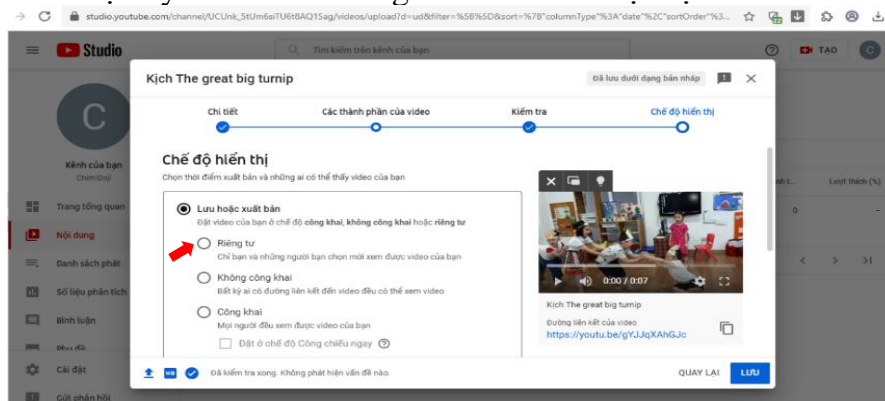 studio.youtube.com/channel/UCUnk_5tUm6siTU6t8AQ1Sag/videos/upload?d=ud&filter=%5B%5D&sort=%7B"columnType"%3A"date"%2C"sortOrder"%3...
Studio
Tìm kiếm trên kênh của bạn
TẠO
C
Kịch The great big turnip
Đã lưu dưới dạng bản nháp
Chi tiết
Các thành phần của video
Kiểm tra
Chế độ hiển thị
C
Kênh của bạn
Trang tổng quan
Nội dung
Danh sách phát
Số liệu phân tích
Bình luận
Phụ đề
Cài đặt
Gửi phản hồi
Chế độ hiển thị
Chọn thời điểm xuất bản và những ai có thể thấy video của bạn
Lưu hoặc xuất bản
Đặt video của bạn ở chế độ công khai, không công khai hoặc riêng tư
Riêng tư
Chỉ bạn và những người bạn chọn mới xem được video của bạn
Không công khai
Bất kỳ ai có đường liên kết đến video đều có thể xem video
Công khai
Mọi người đều xem được video của bạn
Đặt ở chế độ Công chiếu ngay
0:00 / 0:07
Kịch The great big turnip
Đường liên kết của video
https://youtu.be/gYJJqXAhGJc
Lượt thích (%)
0
–
Đã kiểm tra xong. Không phát hiện vấn đề nào.
QUAY LẠI
LƯU